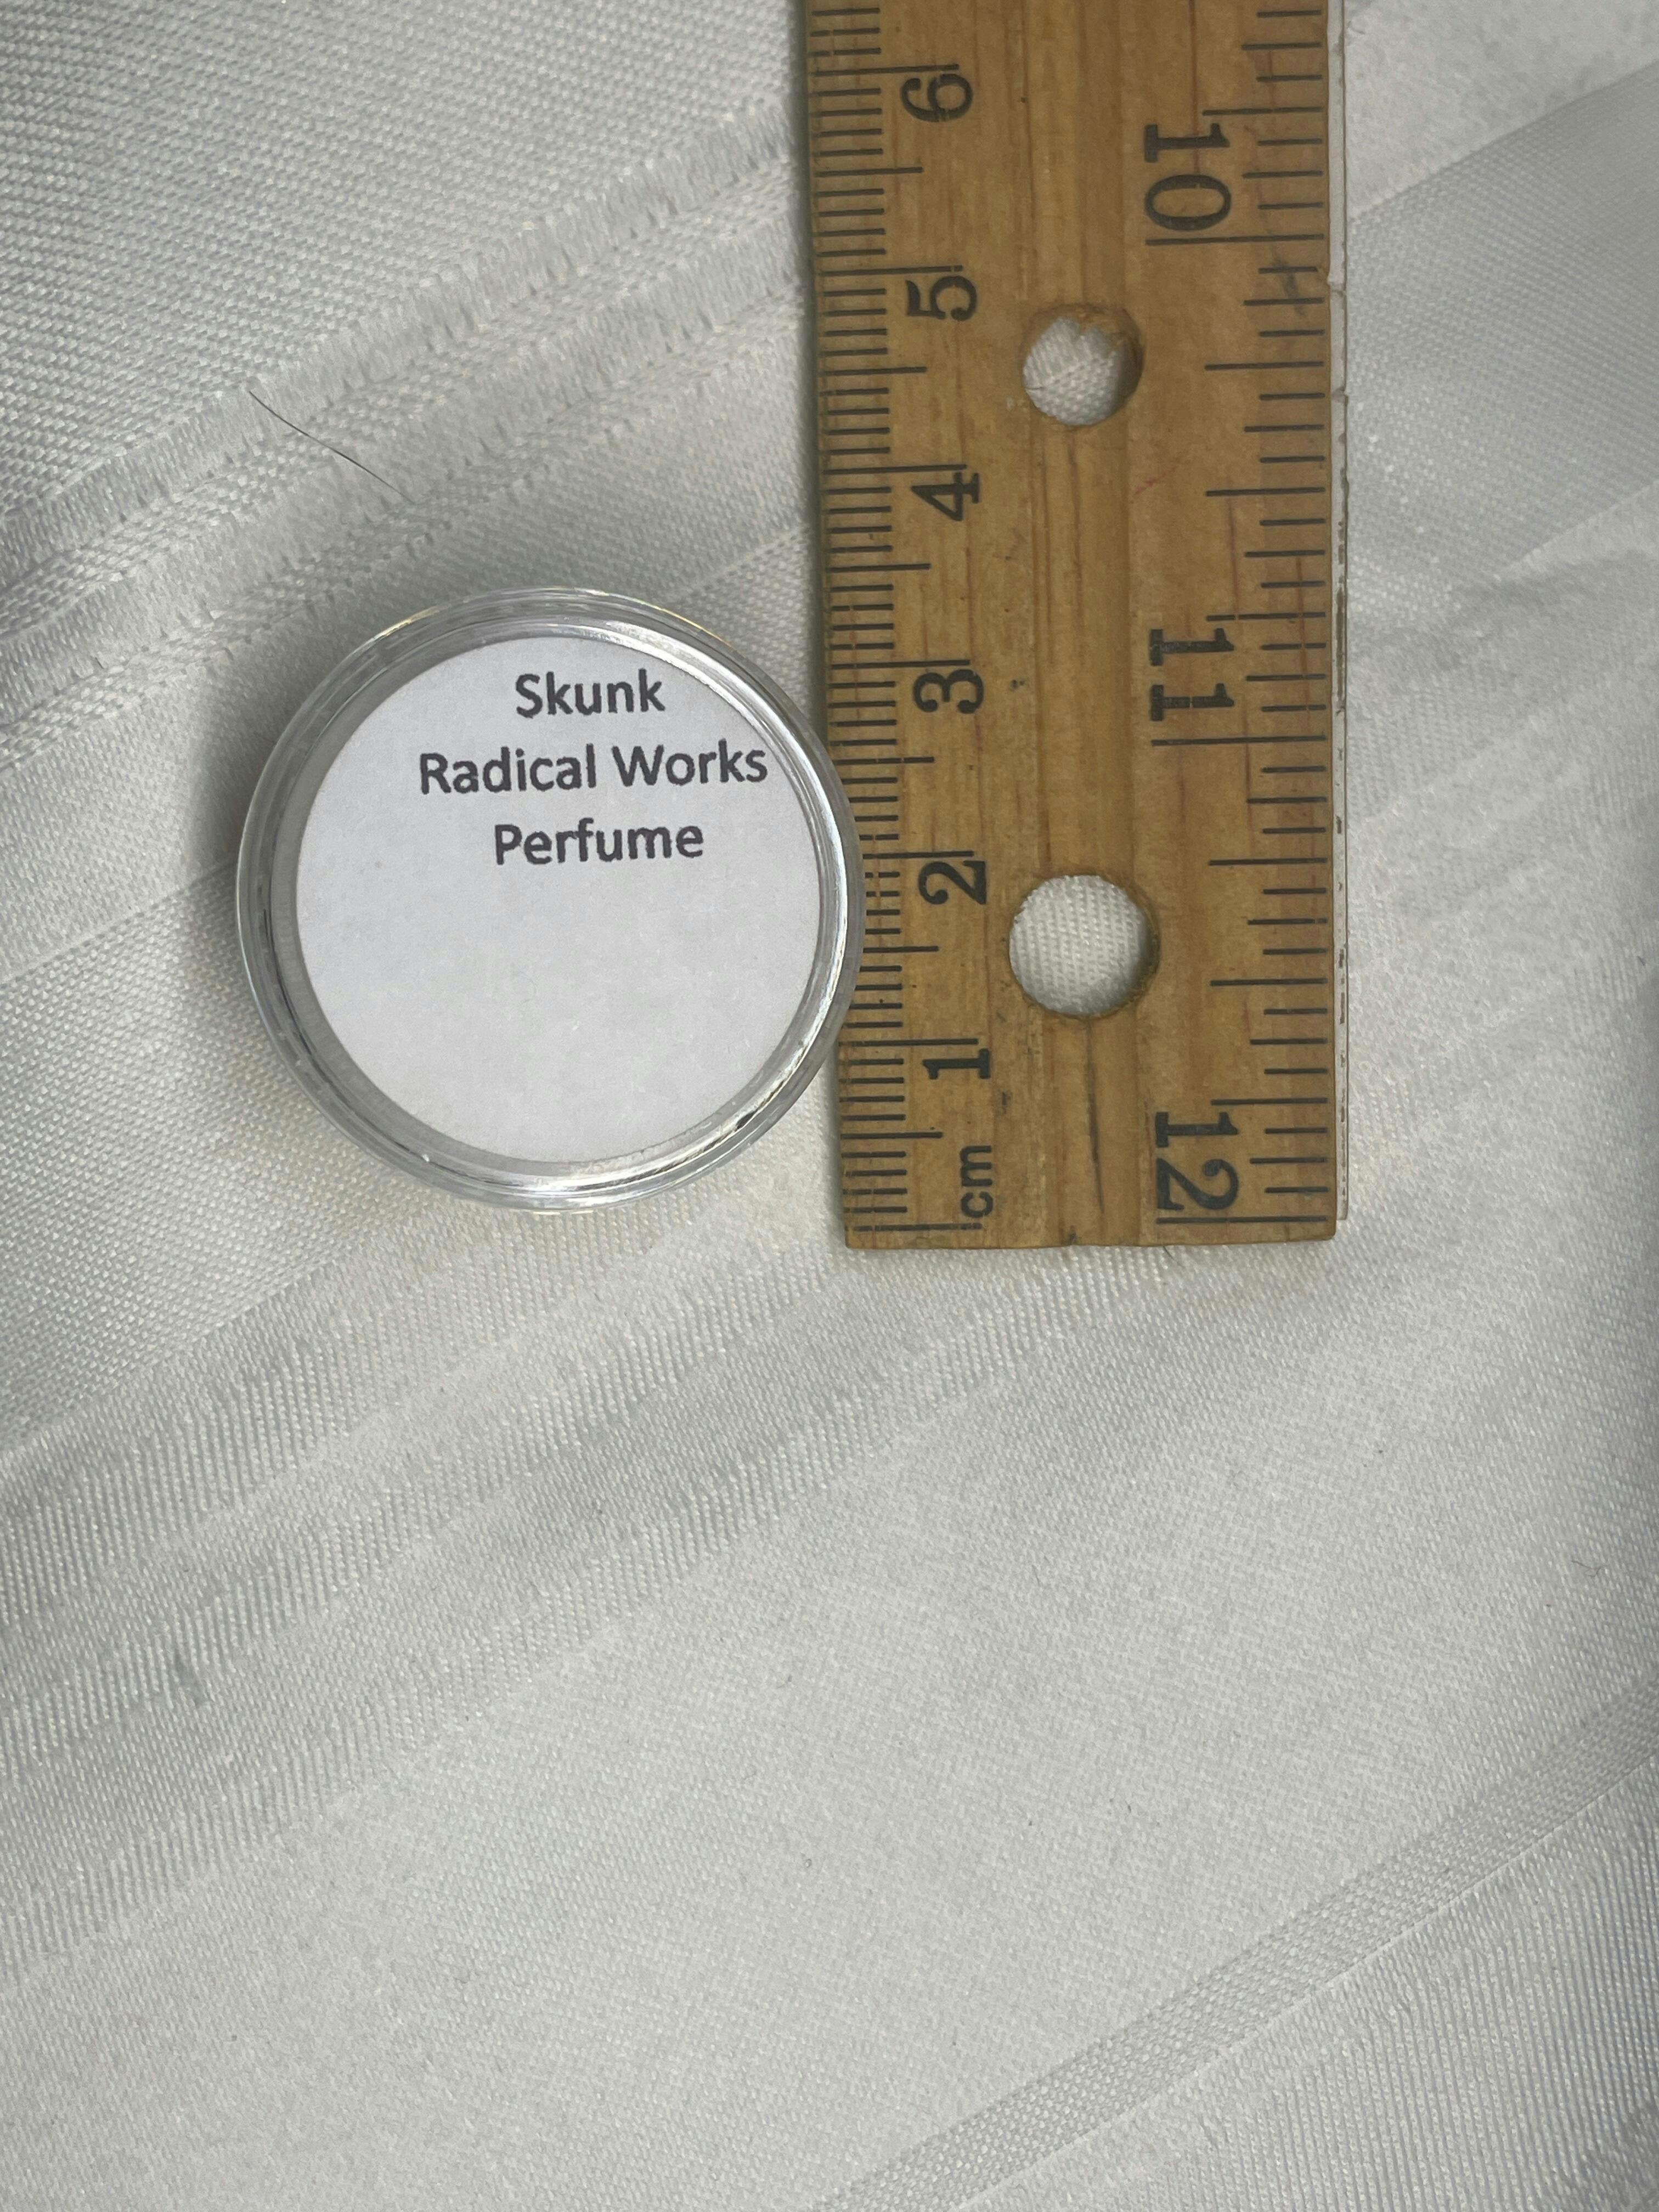 Skunk
Radical Works
Perfume
6
5
4
3
2
1
cm
10
11
12